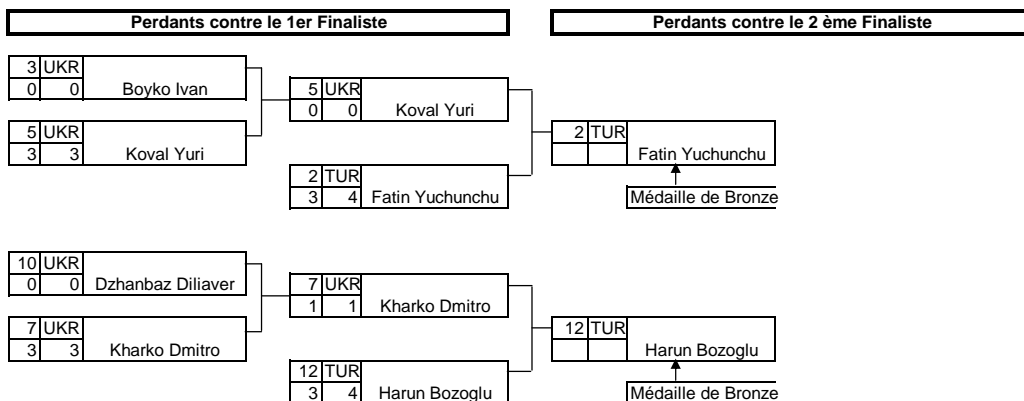 Perdants contre le 1er Finaliste
Perdants contre le 2 ème Finaliste
3 UKR
0 0 Boyko Ivan
5 UKR
0 0 Koval Yuri
5 UKR
3 3 Koval Yuri
2 TUR
Fatin Yuchunchu
2 TUR
3 4 Fatin Yuchunchu
Médaille de Bronze
10 UKR
0 0 Dzhanbaz Diliaver
7 UKR
1 1 Kharko Dmitro
7 UKR
3 3 Kharko Dmitro
12 TUR
Harun Bozoglu
12 TUR
3 4 Harun Bozoglu
Médaille de Bronze